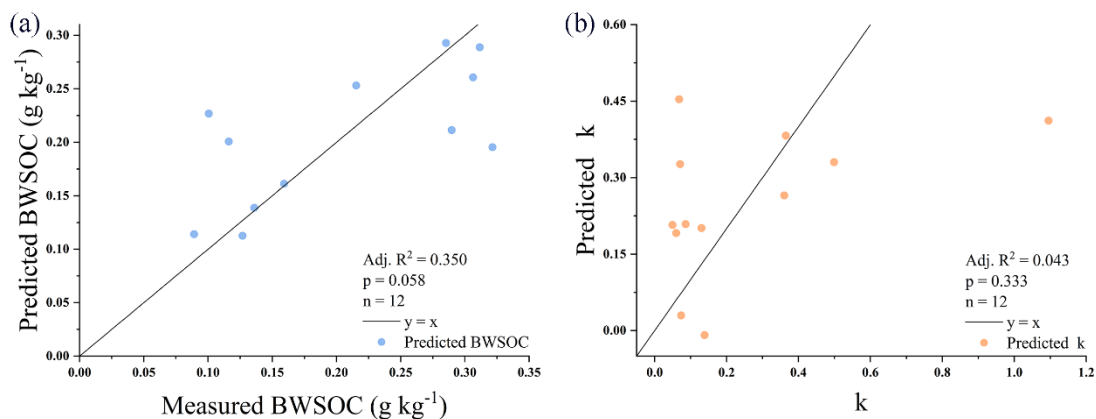 (a)
0.30
0.25
0.20
0.15
0.10
0.05
0.00
Predicted BWSOC (g kg⁻¹)
Adj. R² = 0.350
p = 0.058
n = 12
y = x
Predicted BWSOC
0.00 0.05 0.10 0.15 0.20 0.25 0.30 0.35
Measured BWSOC (g kg⁻¹)
(b)
0.60
0.45
0.30
0.15
0.00
Predicted k
Adj. R² = 0.043
p = 0.333
n = 12
y = x
Predicted k
0.0 0.2 0.4 0.6 0.8 1.0 1.2
k